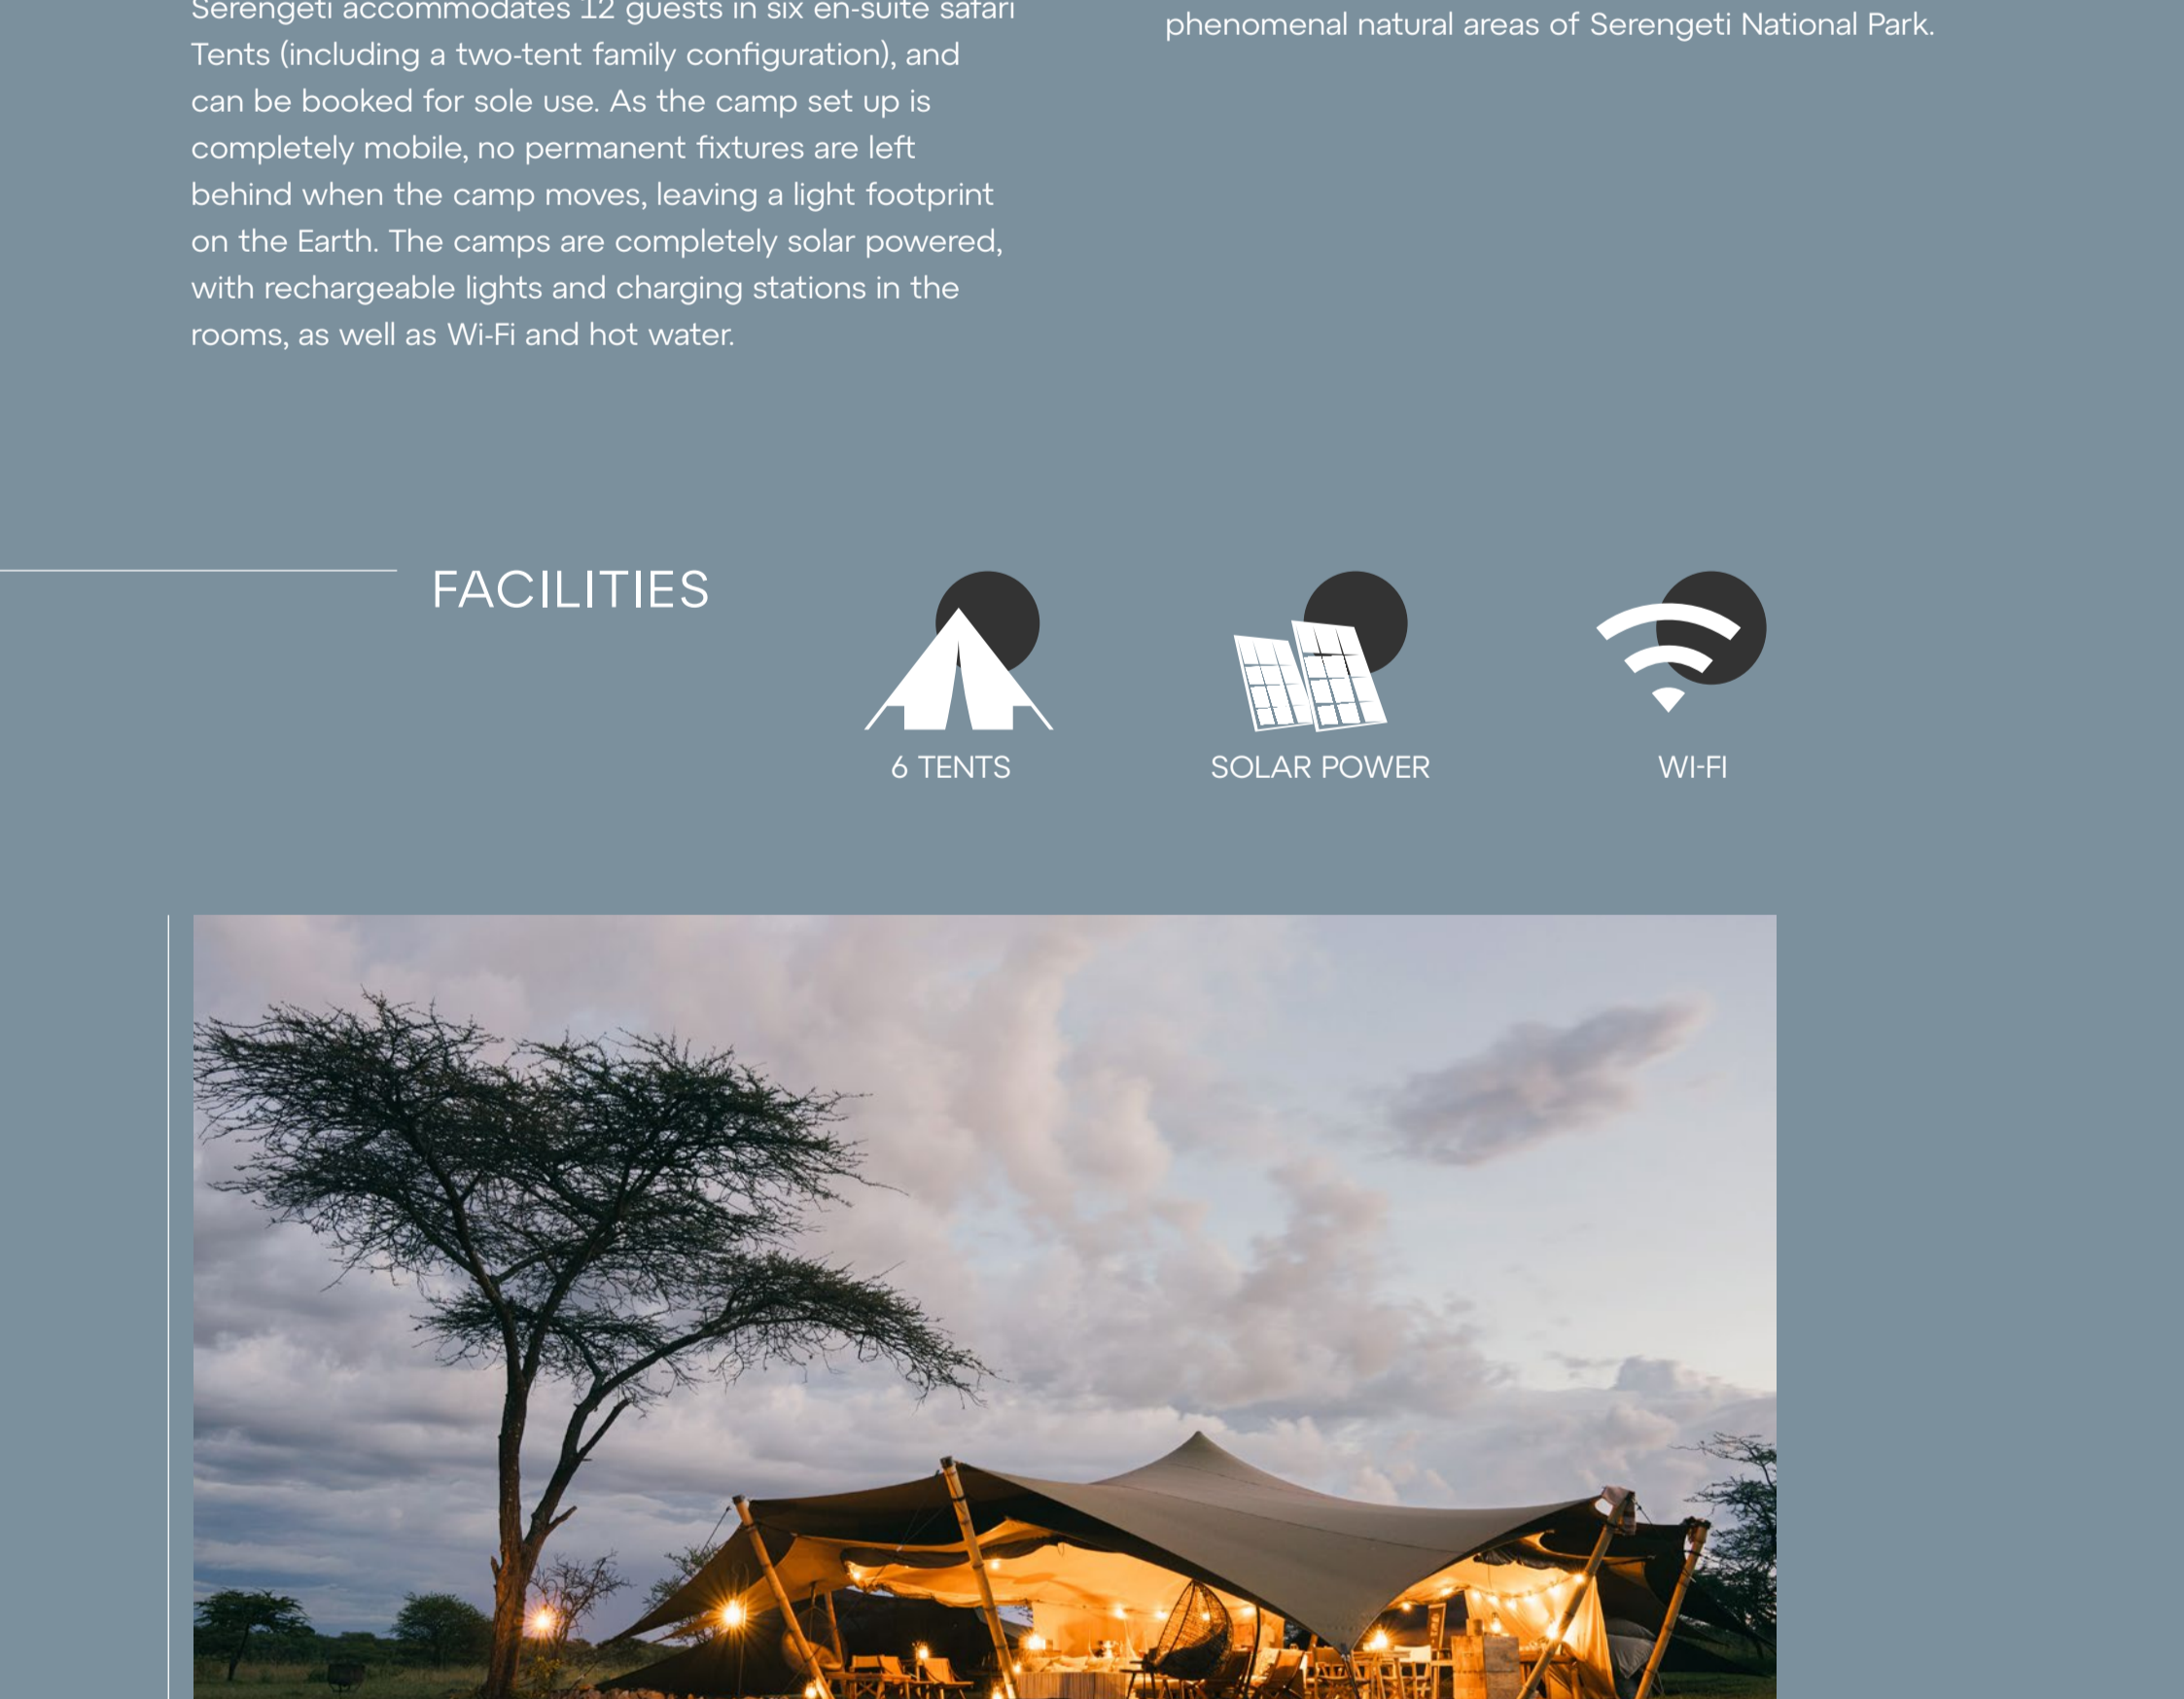 Serengeti accommodates 12 guests in six en-suite safari
Tents (including a two-tent family configuration), and
can be booked for sole use. As the camp set up is
completely mobile, no permanent fixtures are left
behind when the camp moves, leaving a light footprint
on the Earth. The camps are completely solar powered,
with rechargeable lights and charging stations in the
rooms, as well as Wi-Fi and hot water.
phenomenal natural areas of Serengeti National Park.
FACILITIES
6 TENTS
SOLAR POWER
WI-FI